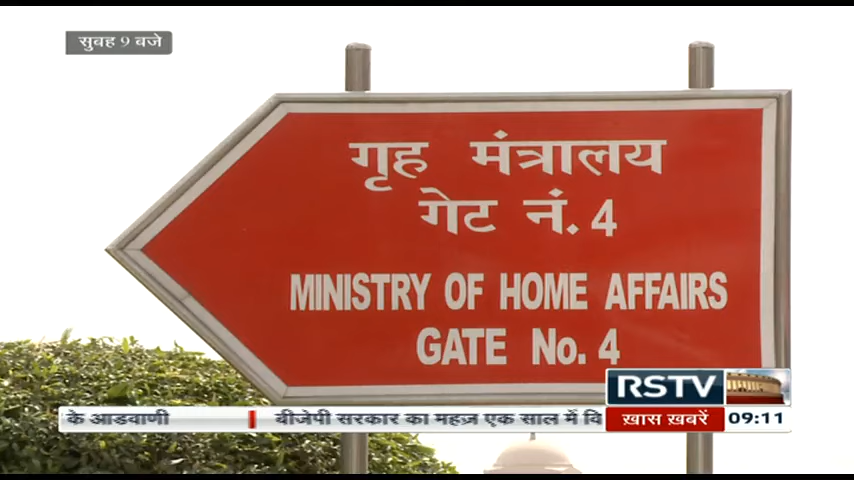 सुबह 9 बजे
गृह मंत्रालय
गेट नं. 4
MINISTRY OF HOME AFFAIRS
GATE No. 4
RSTV
के आडवाणी
बीजेपी सरकार का महज़ एक साल में
ख़ास ख़बरें
09:11